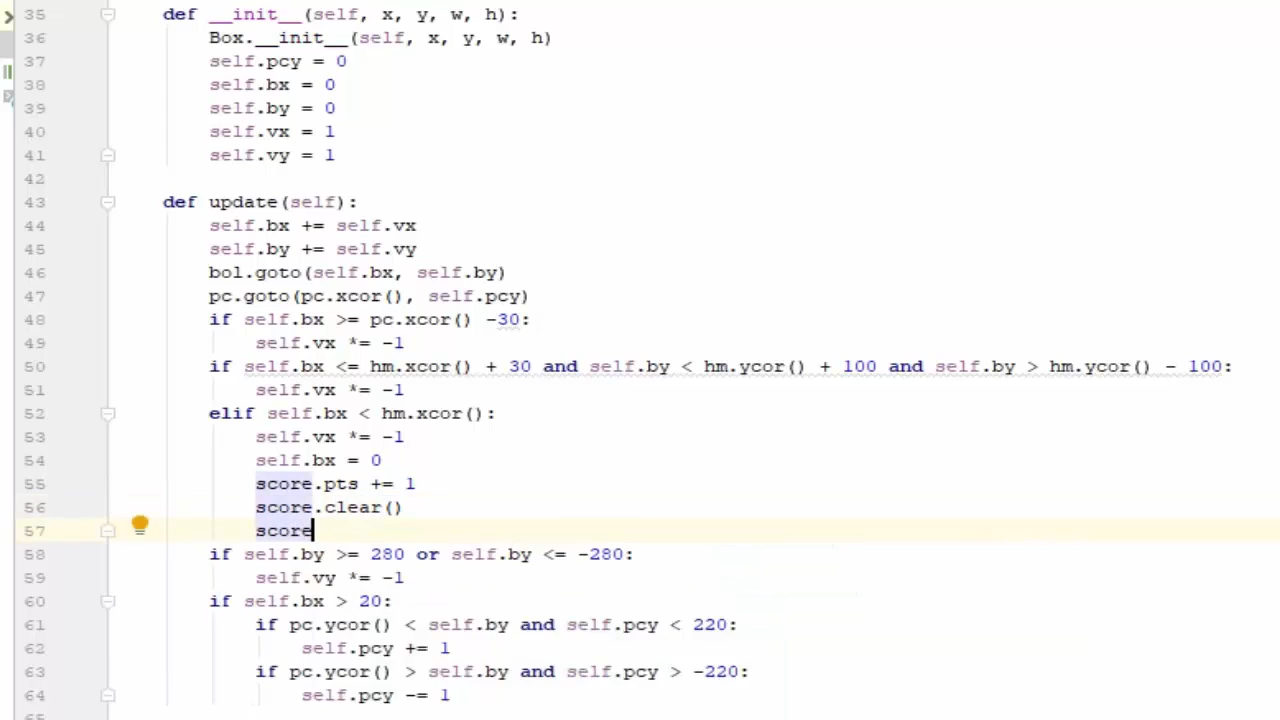 35 def __init__(self, x, y, w, h):
36 Box.__init__(self, x, y, w, h)
37 self.pcy = 0
38 self.bx = 0
39 self.by = 0
40 self.vx = 1
41 self.vy = 1
42
43 def update(self):
44 self.bx += self.vx
45 self.by += self.vy
46 bol.goto(self.bx, self.by)
47 pc.goto(pc.xcor(), self.pcy)
48 if self.bx >= pc.xcor() -30:
49 self.vx *= -1
50 if self.bx <= hm.xcor() + 30 and self.by < hm.ycor() + 100 and self.by > hm.ycor() - 100:
51 self.vx *= -1
52 elif self.bx < hm.xcor():
53 self.vx *= -1
54 self.bx = 0
55 score.pts += 1
56 score.clear()
57 score
58 if self.by >= 280 or self.by <= -280:
59 self.vy *= -1
60 if self.bx > 20:
61 if pc.ycor() < self.by and self.pcy < 220:
62 self.pcy += 1
63 if pc.ycor() > self.by and self.pcy > -220:
64 self.pcy -= 1
65